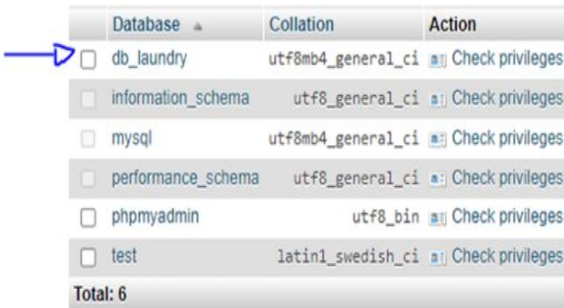 Database Collation Action
db_laundry utf8mb4_general_ci Check privileges
information_schema utf8_general_ci Check privileges
mysql utf8mb4_general_ci Check privileges
performance_schema utf8_general_ci Check privileges
phpmyadmin utf8_bin Check privileges
test latin1_swedish_ci Check privileges
Total: 6